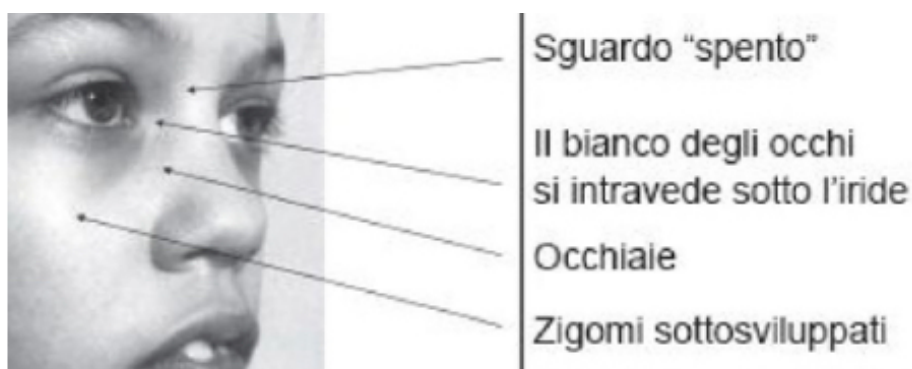 Sguardo “spento”
Il bianco degli occhi
si intravede sotto l’iride
Occhiaie
Zigomi sottosviluppati